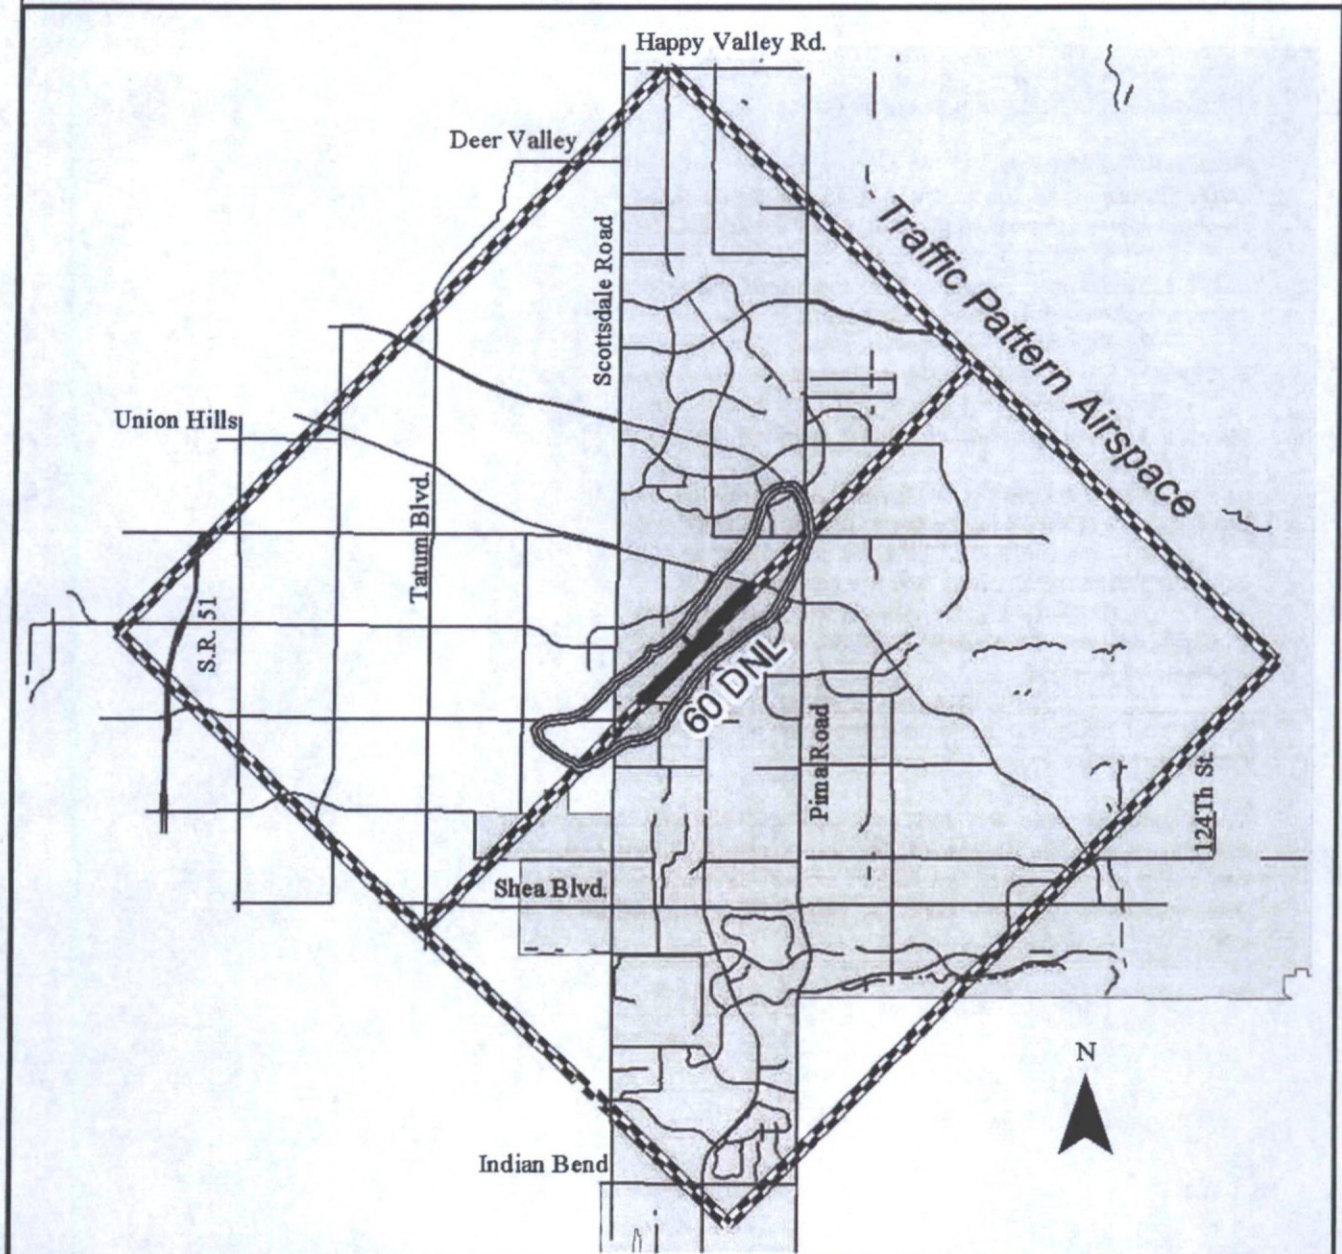 Happy Valley Rd.
Deer Valley
Scottsdale Road
Traffic Pattern Airspace
Union Hills
Tatum Blvd.
S.R. 51
60 DNL
Pima Road
124Th St.
Shea Blvd.
N
Indian Bend